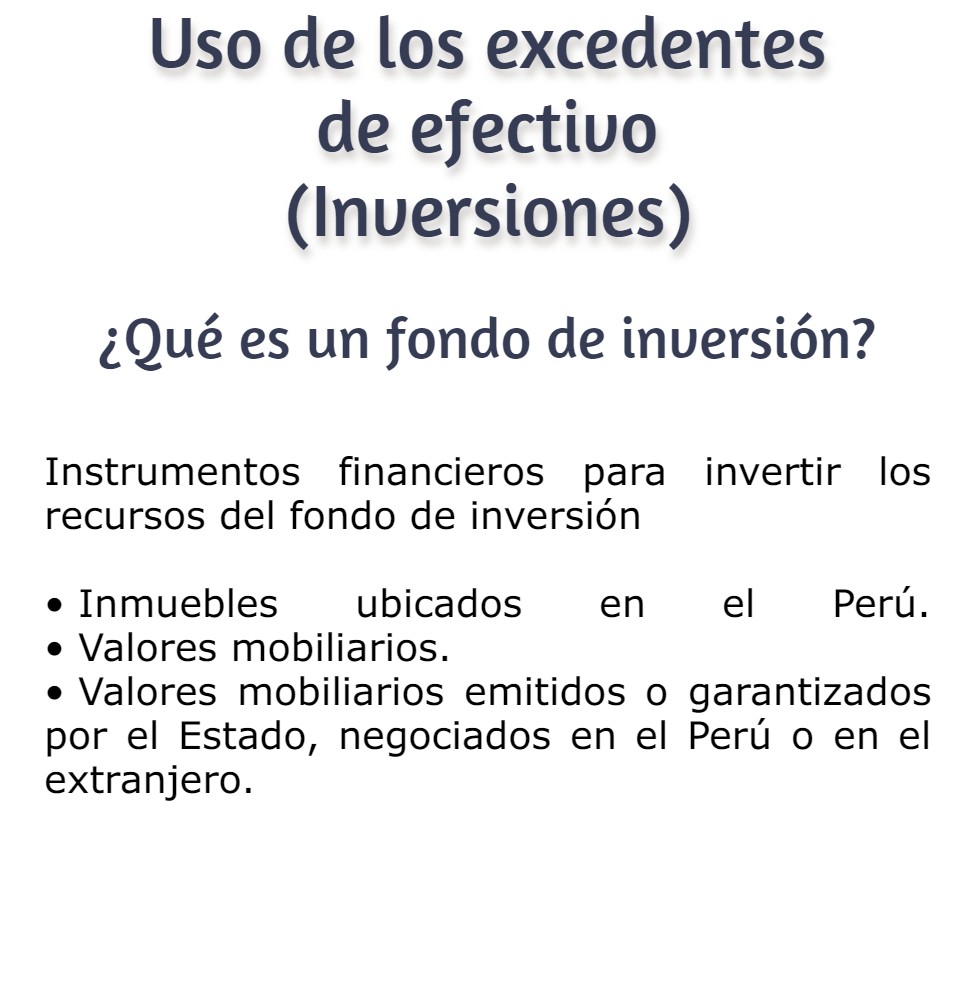 Uso de los excedentes
de efectivo
(Inversiones)
¿Qué es un fondo de inversión?
Instrumentos financieros para invertir los
recursos del fondo de inversión
• Inmuebles ubicados en el Perú.
• Valores mobiliarios.
• Valores mobiliarios emitidos o garantizados
por el Estado, negociados en el Perú o en el
extranjero.